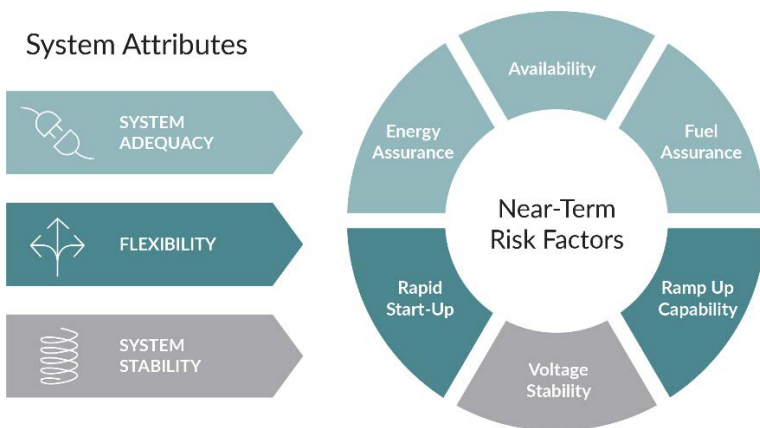 System Attributes
SYSTEM
ADEQUACY
FLEXIBILITY
SYSTEM
STABILITY
Availability
Energy
Assurance
Fuel
Assurance
Near-Term
Risk Factors
Rapid
Start-Up
Ramp Up
Capability
Voltage
Stability